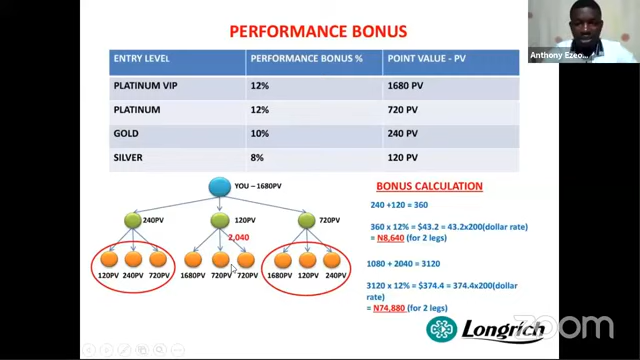 PERFORMANCE BONUS
ENTRY LEVEL PERFORMANCE BONUS % POINT VALUE - PV
PLATINUM VIP 12% 1680 PV
PLATINUM 12% 720 PV
GOLD 10% 240 PV
SILVER 8% 120 PV
YOU – 1680PV
240PV 120PV 720PV
2,040
120PV 240PV 720PV 1680PV 720PV 720PV 1680PV 120PV 240PV
BONUS CALCULATION
240 +120 = 360
360 x 12% = $43.2 = 43.2x200(dollar
rate)
= N8,640 (for 2 legs)
1080 + 2040 = 3120
3120 x 12% = $374.4 = 374.4x200(dollar
rate)
= N74,880 (for 2 legs)
Longrich
zoom
Anthony Ezeo...